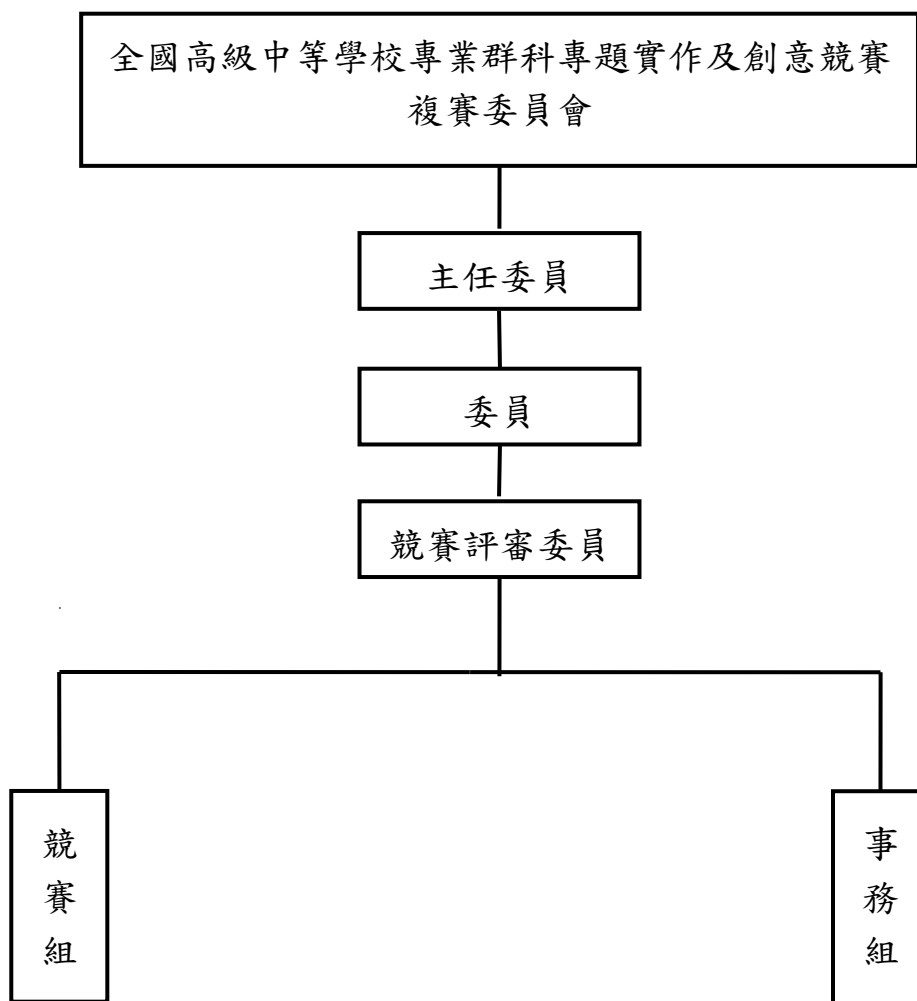 全國高級中等學校專業群科專題實作及創意競賽
複賽委員會
主任委員
委員
競賽評審委員
競賽組
事務組